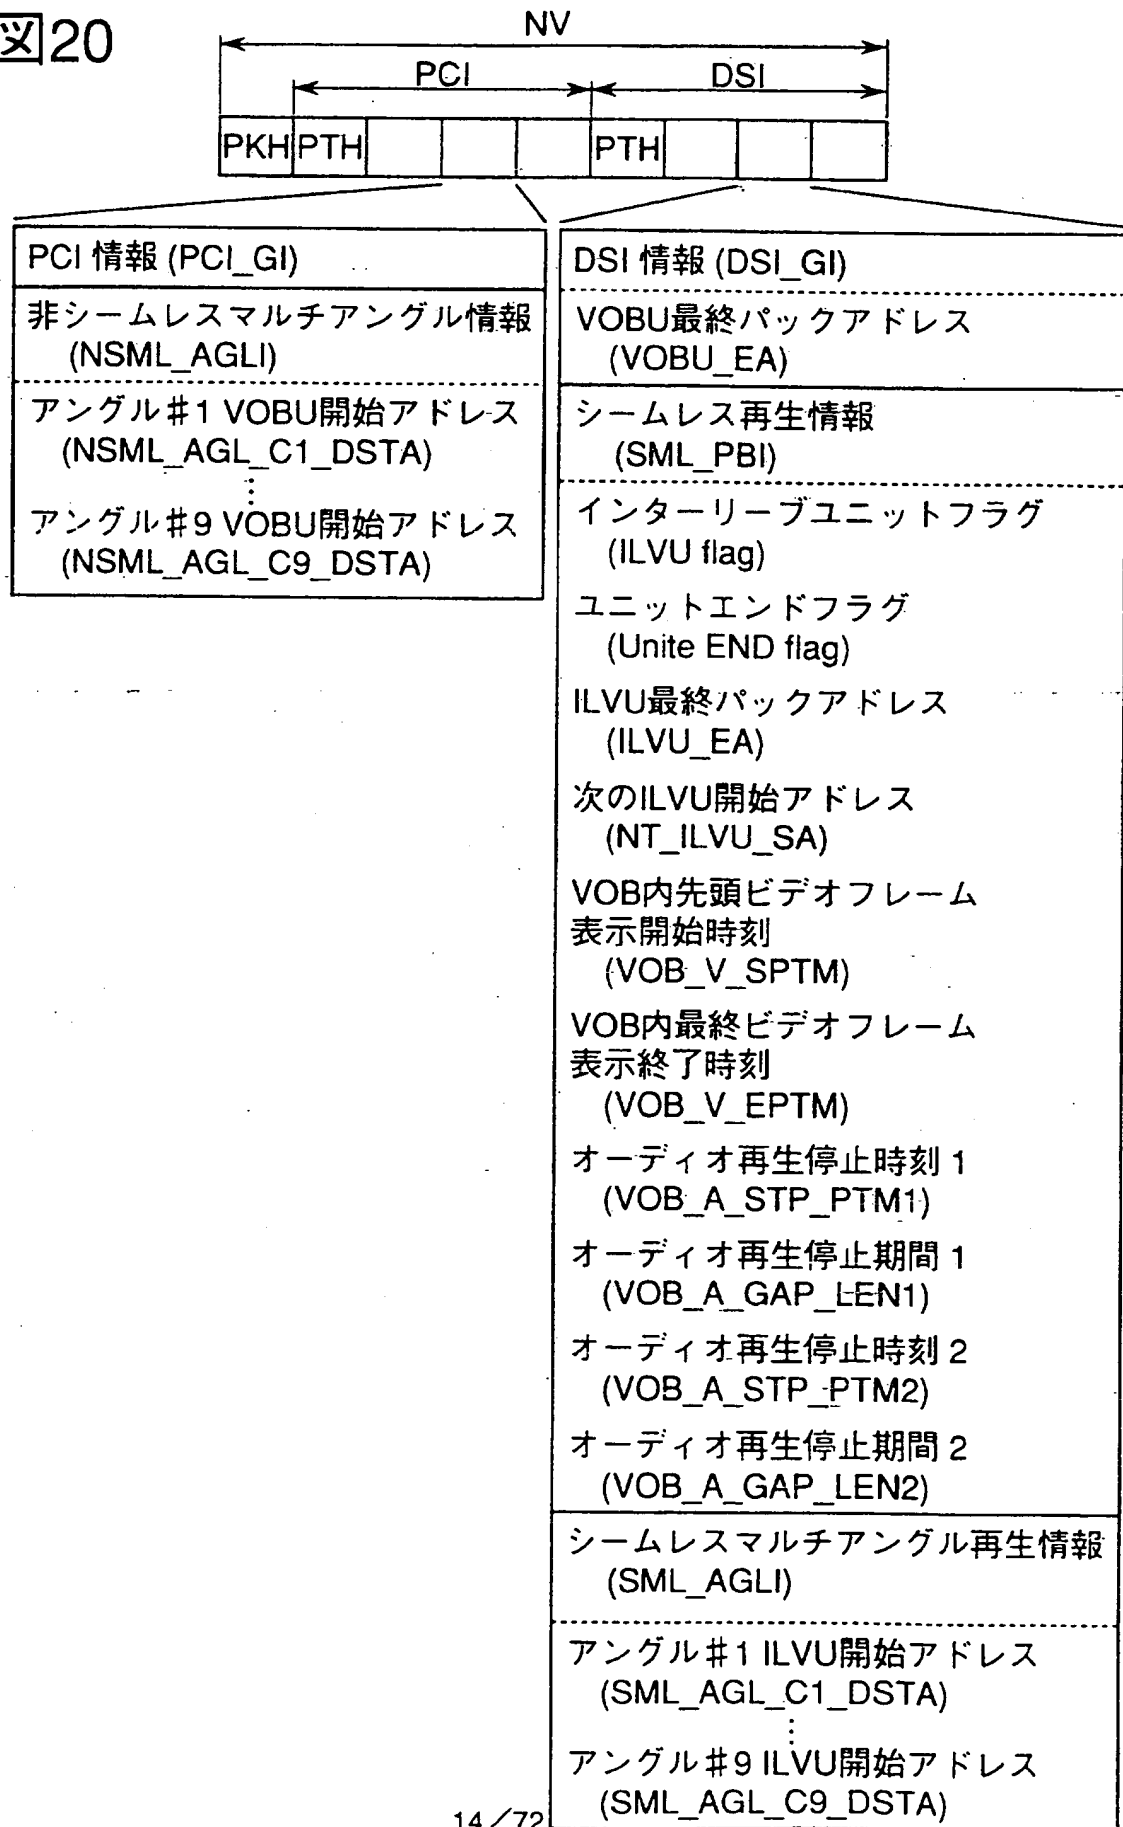 図20
NV
PCI
DSI
PKH
PTH
PTH
PCI 情報 (PCI_GI)
非シームレスマルチアングル情報
(NSML_AGLI)
アングル#1 VOBU開始アドレス
(NSML_AGL_C1_DSTA)
⋮
アングル#9 VOBU開始アドレス
(NSML_AGL_C9_DSTA)
DSI 情報 (DSI_GI)
VOBU最終パックアドレス
(VOBU_EA)
シームレス再生情報
(SML_PBI)
インターリーブユニットフラグ
(ILVU flag)
ユニットエンドフラグ
(Unite END flag)
ILVU最終パックアドレス
(ILVU_EA)
次のILVU開始アドレス
(NT_ILVU_SA)
VOB内先頭ビデオフレーム
表示開始時刻
(VOB_V_SPTM)
VOB内最終ビデオフレーム
表示終了時刻
(VOB_V_EPTM)
オーディオ再生停止時刻 1
(VOB_A_STP_PTM1)
オーディオ再生停止期間 1
(VOB_A_GAP_LEN1)
オーディオ再生停止時刻 2
(VOB_A_STP_PTM2)
オーディオ再生停止期間 2
(VOB_A_GAP_LEN2)
シームレスマルチアングル再生情報
(SML_AGLI)
アングル#1 ILVU開始アドレス
(SML_AGL_C1_DSTA)
⋮
アングル#9 ILVU開始アドレス
(SML_AGL_C9_DSTA)
14/72